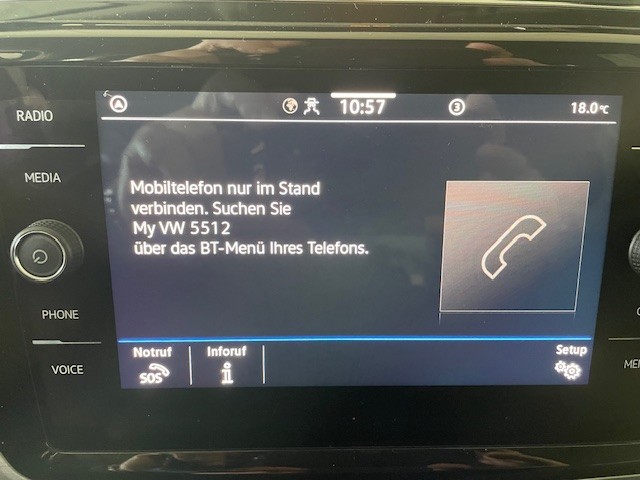 RADIO
10:57
3
18.0°C
MEDIA
Mobiltelefon nur im Stand
verbinden. Suchen Sie
My VW 5512
über das BT-Menü Ihres Telefons.
PHONE
VOICE
Notruf
Inforuf
Setup
SOS
i